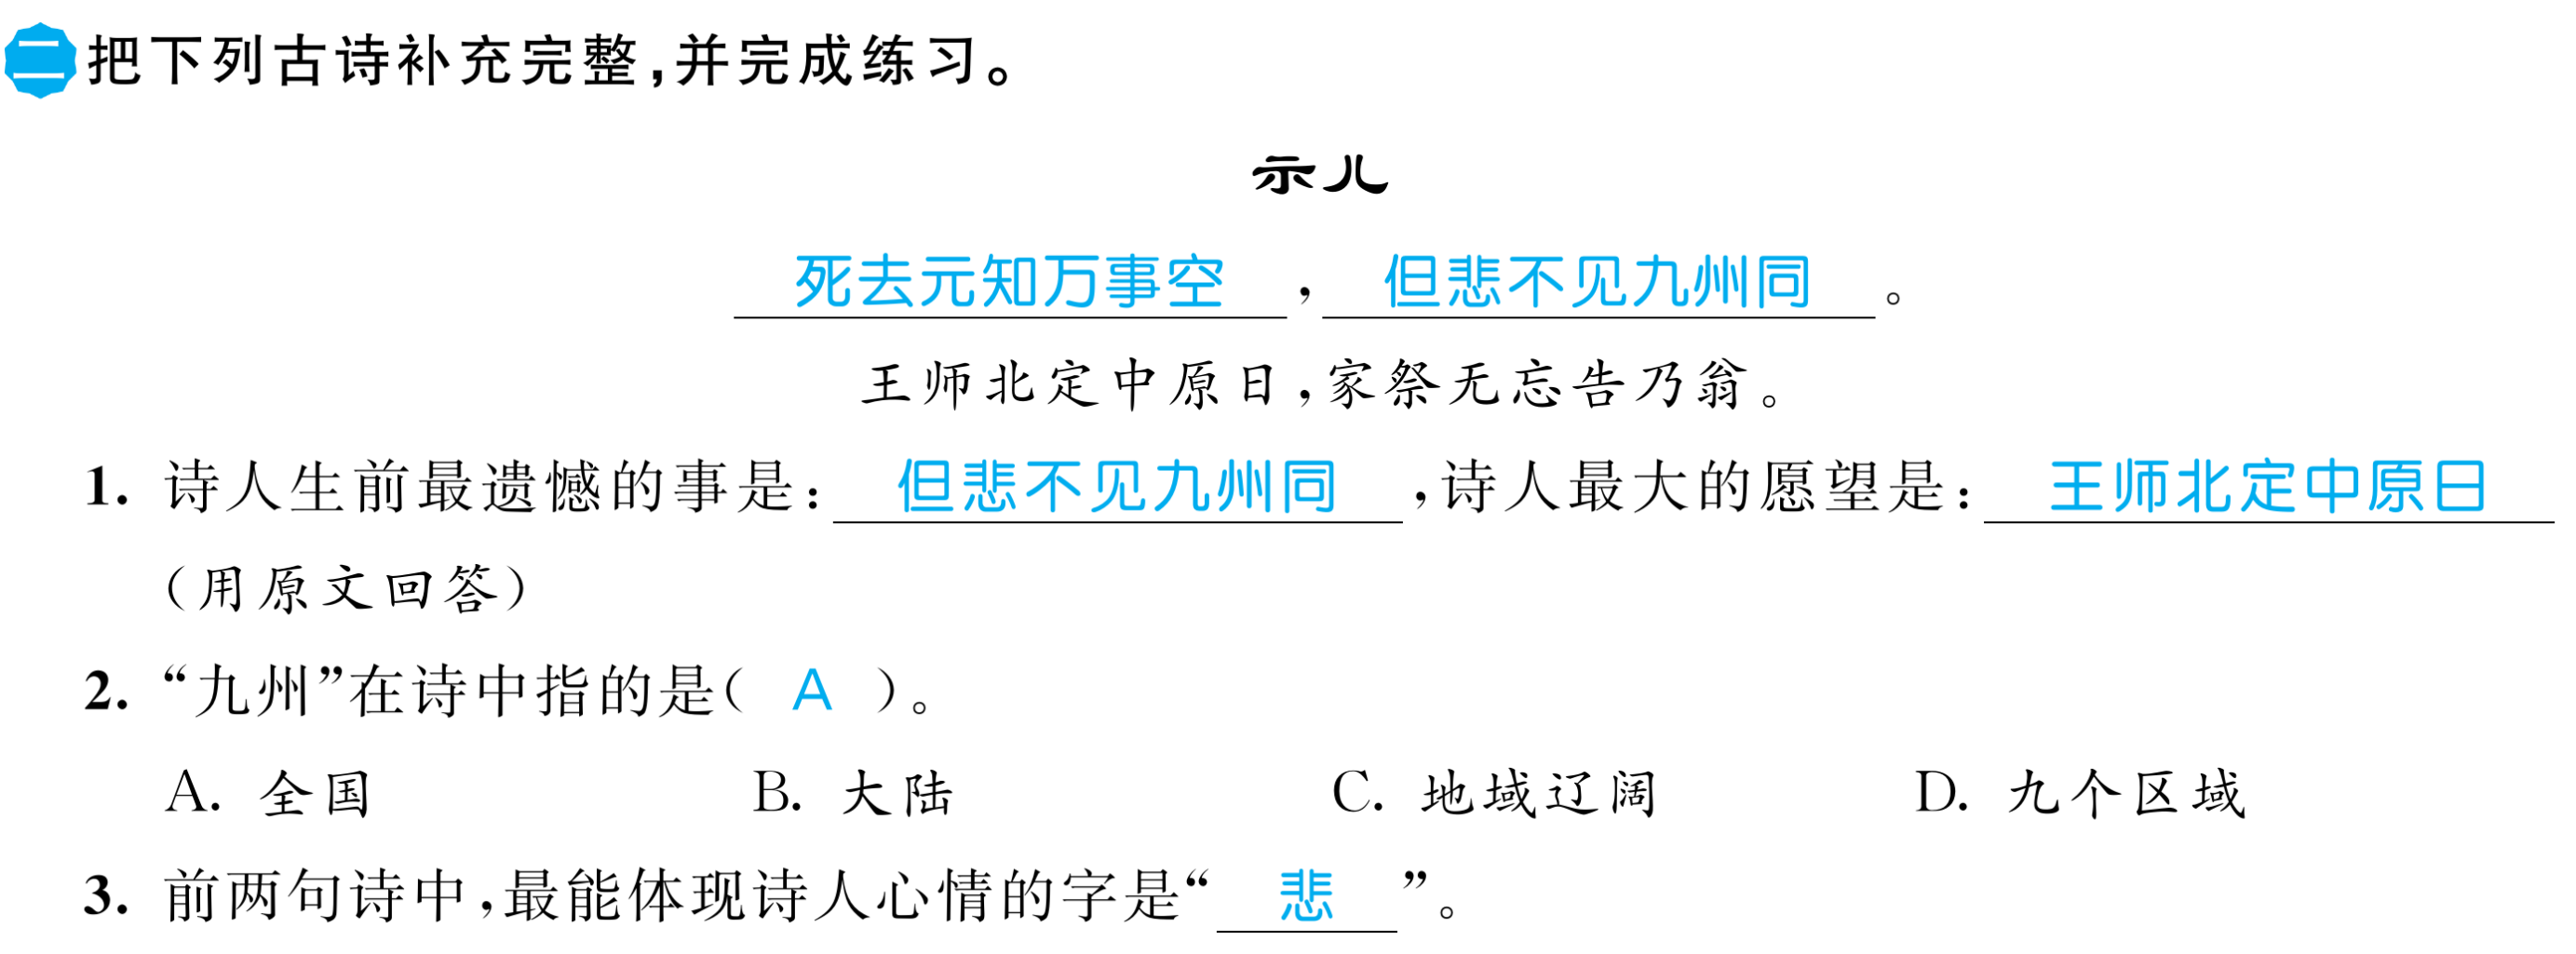 二 把下列古诗补充完整,并完成练习。
示儿
死去元知万事空,但悲不见九州同。
王师北定中原日,家祭无忘告乃翁。
1. 诗人生前最遗憾的事是:但悲不见九州同,诗人最大的愿望是:王师北定中原日
(用原文回答)
2. “九州”在诗中指的是( A )。
A. 全国 B. 大陆 C. 地域辽阔 D. 九个区域
3. 前两句诗中,最能体现诗人心情的字是“悲”。